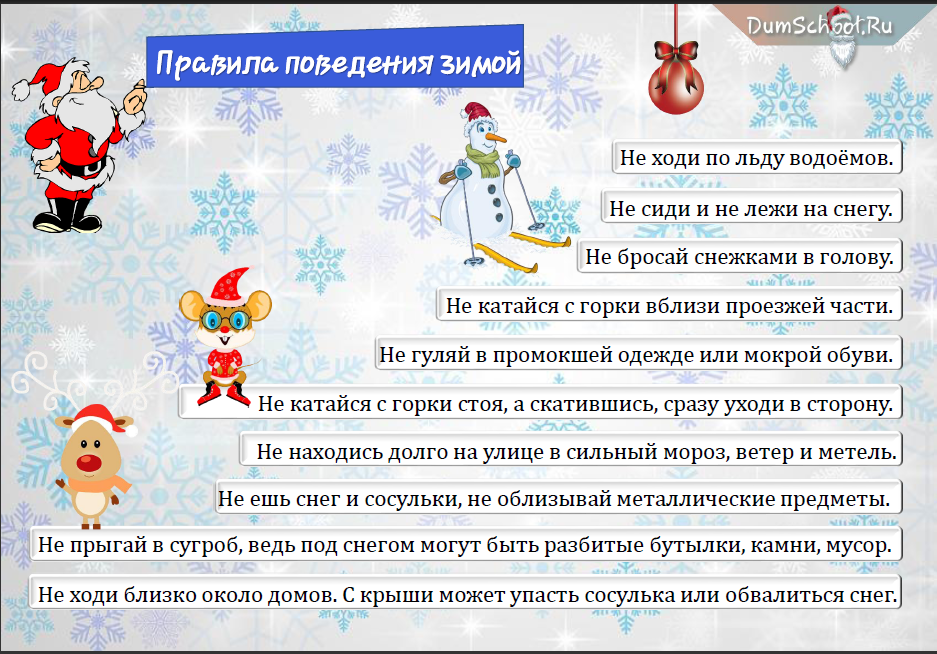 DumSchool.Ru
Правила поведения зимой
Не ходи по льду водоёмов.
Не сиди и не лежи на снегу.
Не бросай снежками в голову.
Не катайся с горки вблизи проезжей части.
Не гуляй в промокшей одежде или мокрой обуви.
Не катайся с горки стоя, а скатившись, сразу уходи в сторону.
Не находись долго на улице в сильный мороз, ветер и метель.
Не ешь снег и сосульки, не облизывай металлические предметы.
Не прыгай в сугроб, ведь под снегом могут быть разбитые бутылки, камни, мусор.
Не ходи близко около домов. С крыши может упасть сосулька или обвалиться снег.